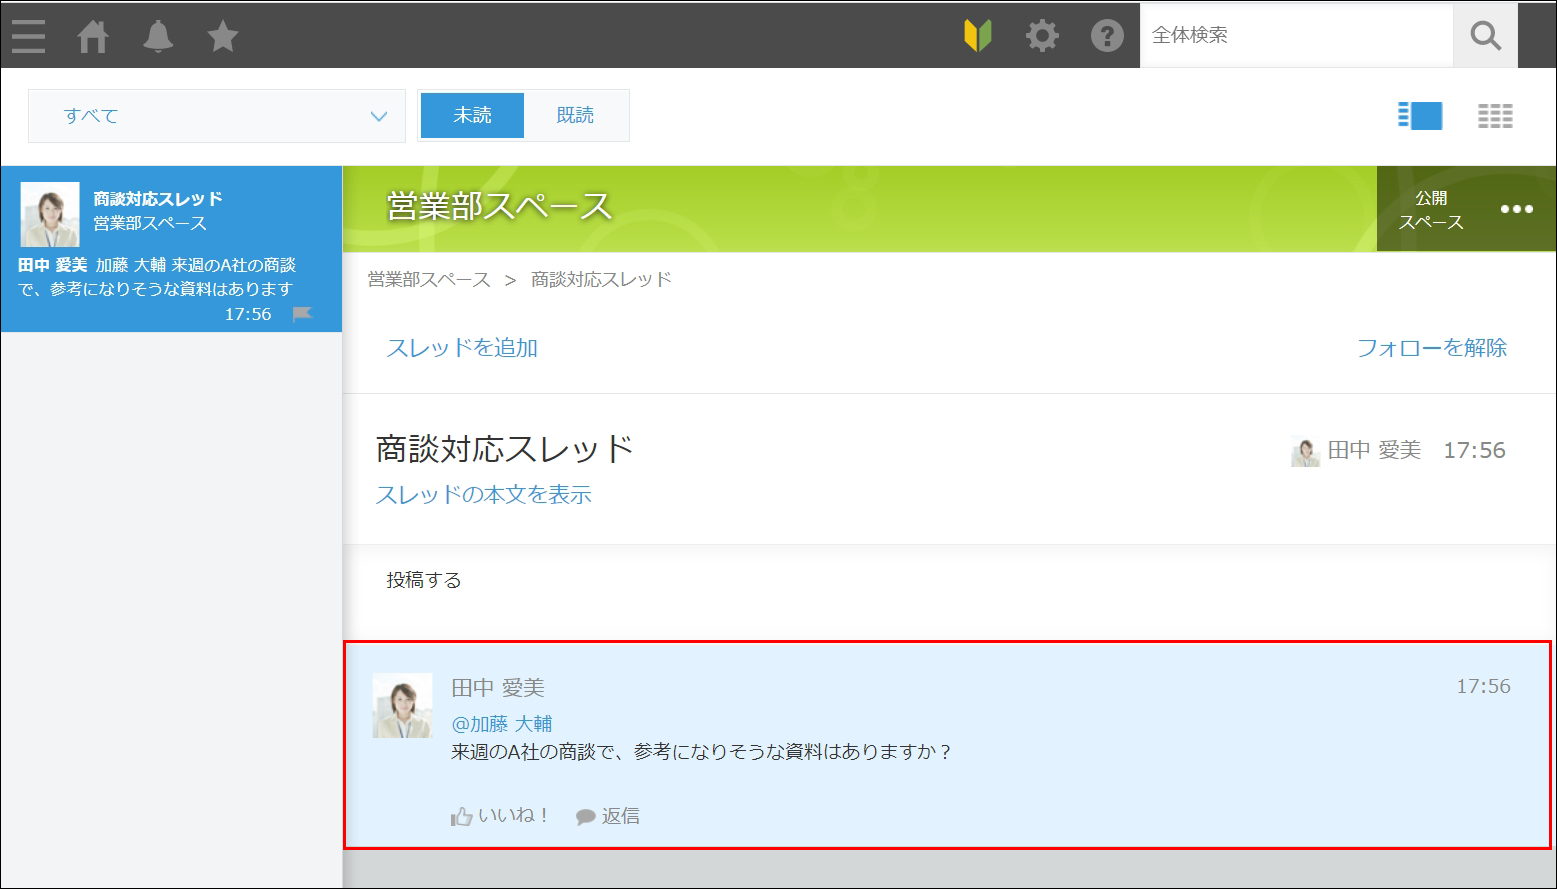 全体検索
すべて
未読
既読
商談対応スレッド
営業部スペース
田中 愛美 加藤 大輔 来週のA社の商談
で、参考になりそうな資料はあります
17:56
営業部スペース
公開
スペース
営業部スペース > 商談対応スレッド
スレッドを追加
フォローを解除
商談対応スレッド
田中 愛美 17:56
スレッドの本文を表示
投稿する
田中 愛美
17:56
@加藤 大輔
来週のA社の商談で、参考になりそうな資料はありますか？
いいね！ 返信